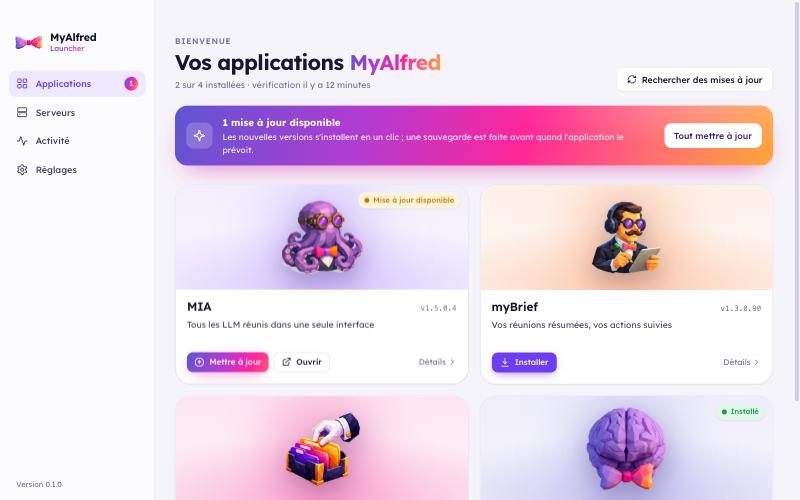 MyAlfred
Launcher
Applications 1
Serveurs
Activité
Réglages
Version 0.1.0
BIENVENUE
Vos applications MyAlfred
2 sur 4 installées · vérification il y a 12 minutes
Rechercher des mises à jour
1 mise à jour disponible
Les nouvelles versions s'installent en un clic ; une sauvegarde est faite avant quand l'application le
prévoit.
Tout mettre à jour
Mise à jour disponible
MIA v1.5.0.4
Tous les LLM réunis dans une seule interface
Mettre à jour Ouvrir Détails
myBrief v1.3.0.90
Vos réunions résumées, vos actions suivies
Installer Détails
Installé